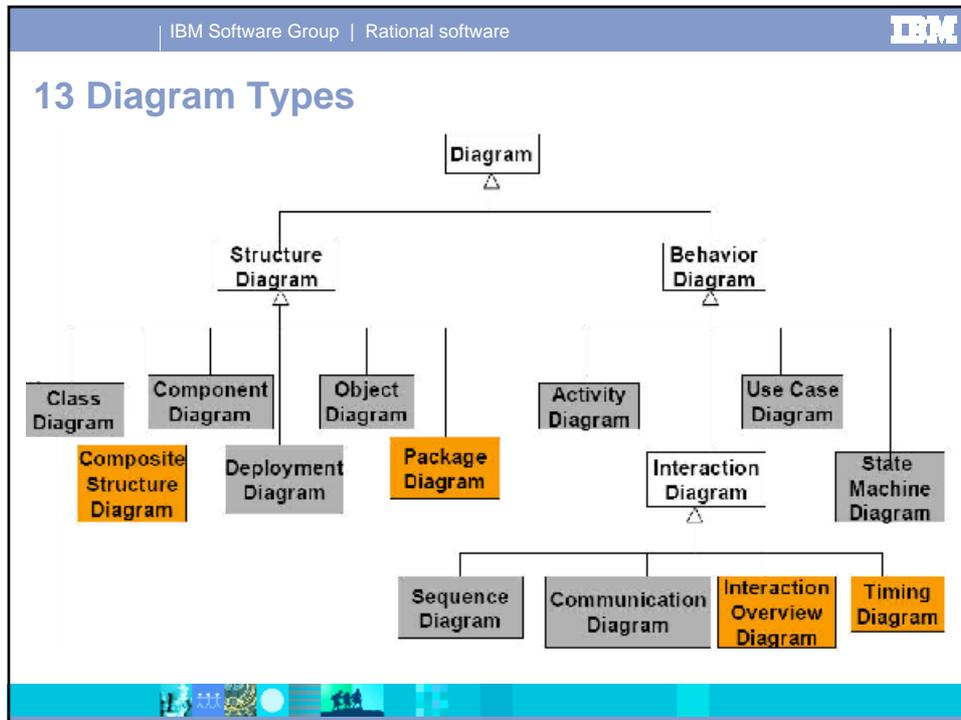 IBM Software Group | Rational software
IBM
13 Diagram Types
Diagram
Structure
Diagram
Behavior
Diagram
Class
Diagram
Component
Diagram
Object
Diagram
Activity
Diagram
Use Case
Diagram
Composite
Structure
Diagram
Deployment
Diagram
Package
Diagram
Interaction
Diagram
State
Machine
Diagram
Sequence
Diagram
Communication
Diagram
Interaction
Overview
Diagram
Timing
Diagram